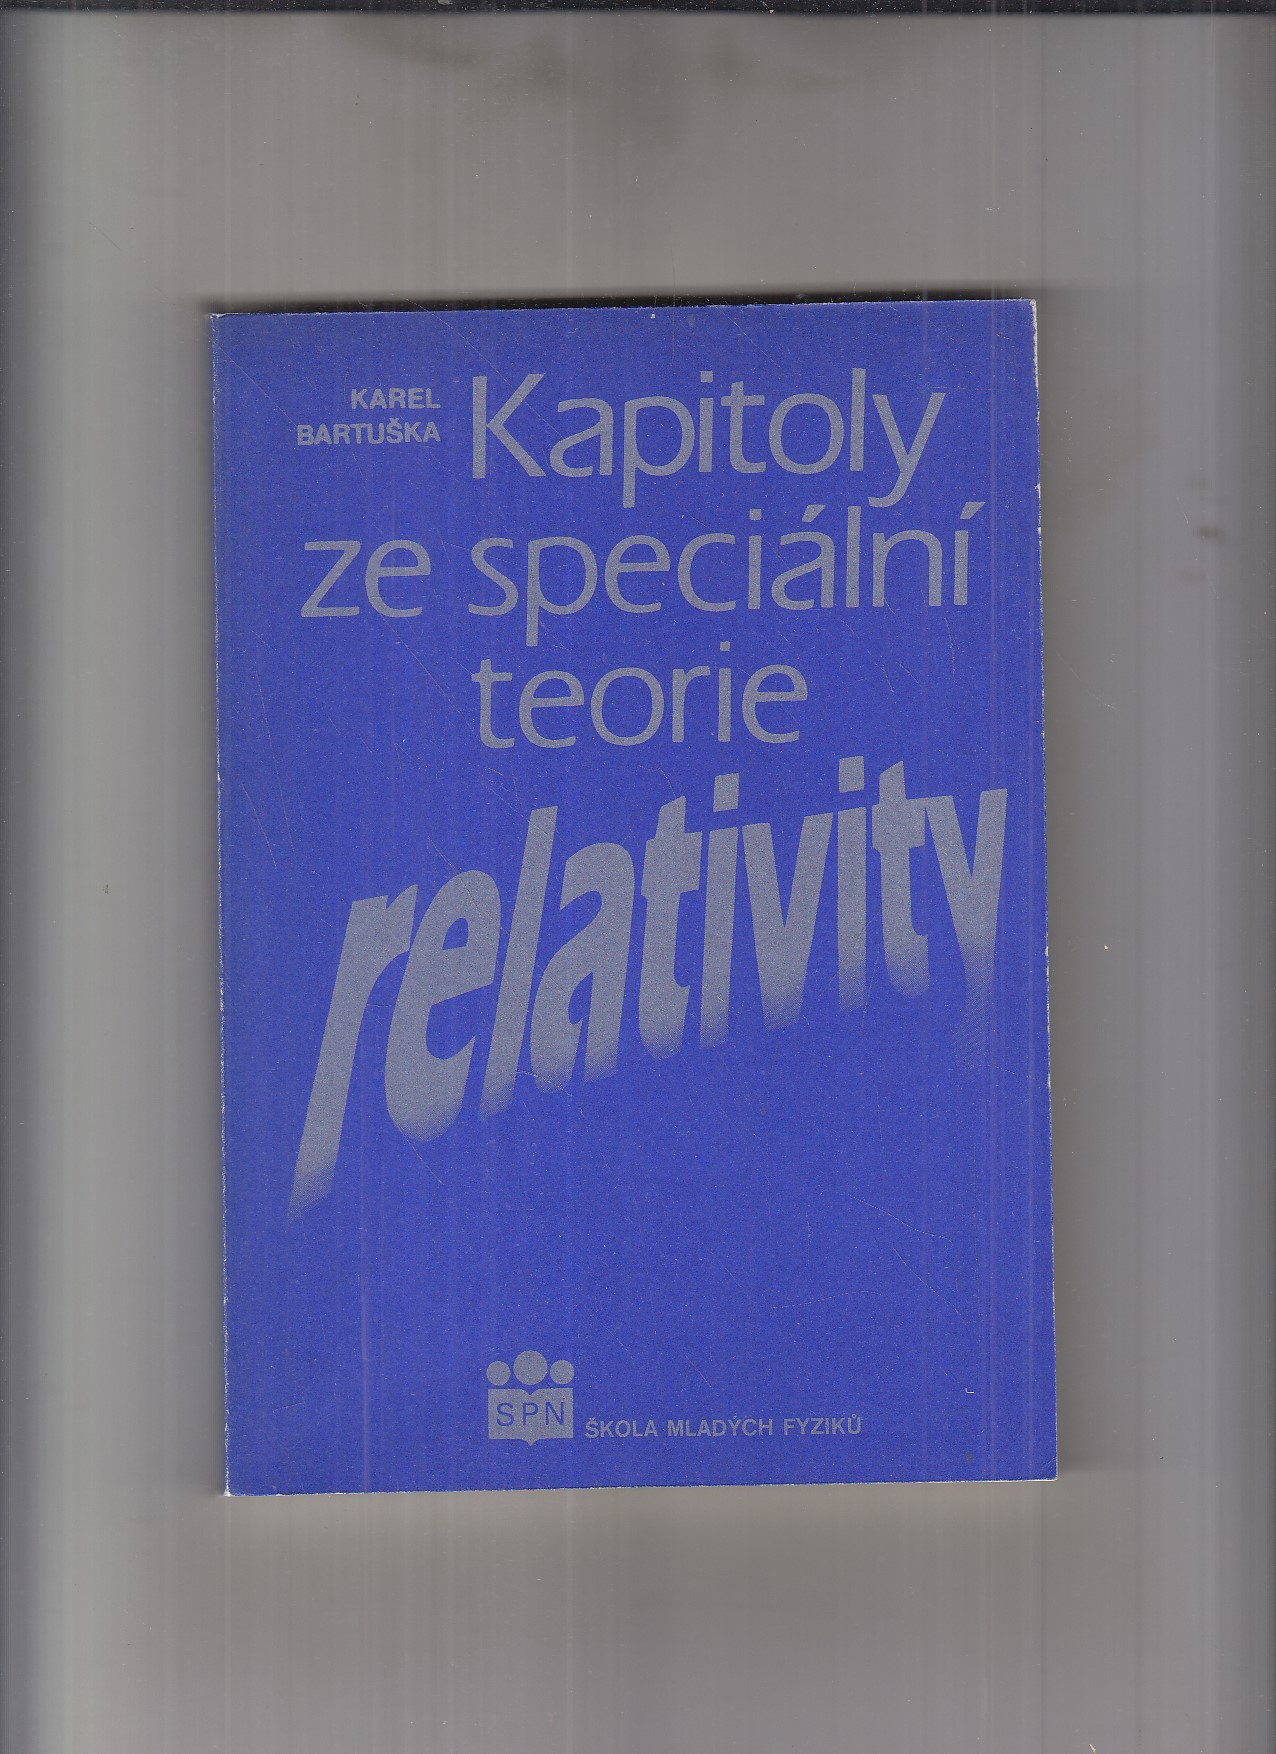 KAREL
BARTUŠKA
Kapitoly
ze speciální
teorie
relativity
SPN
ŠKOLA MLADÝCH FYZIKŮ